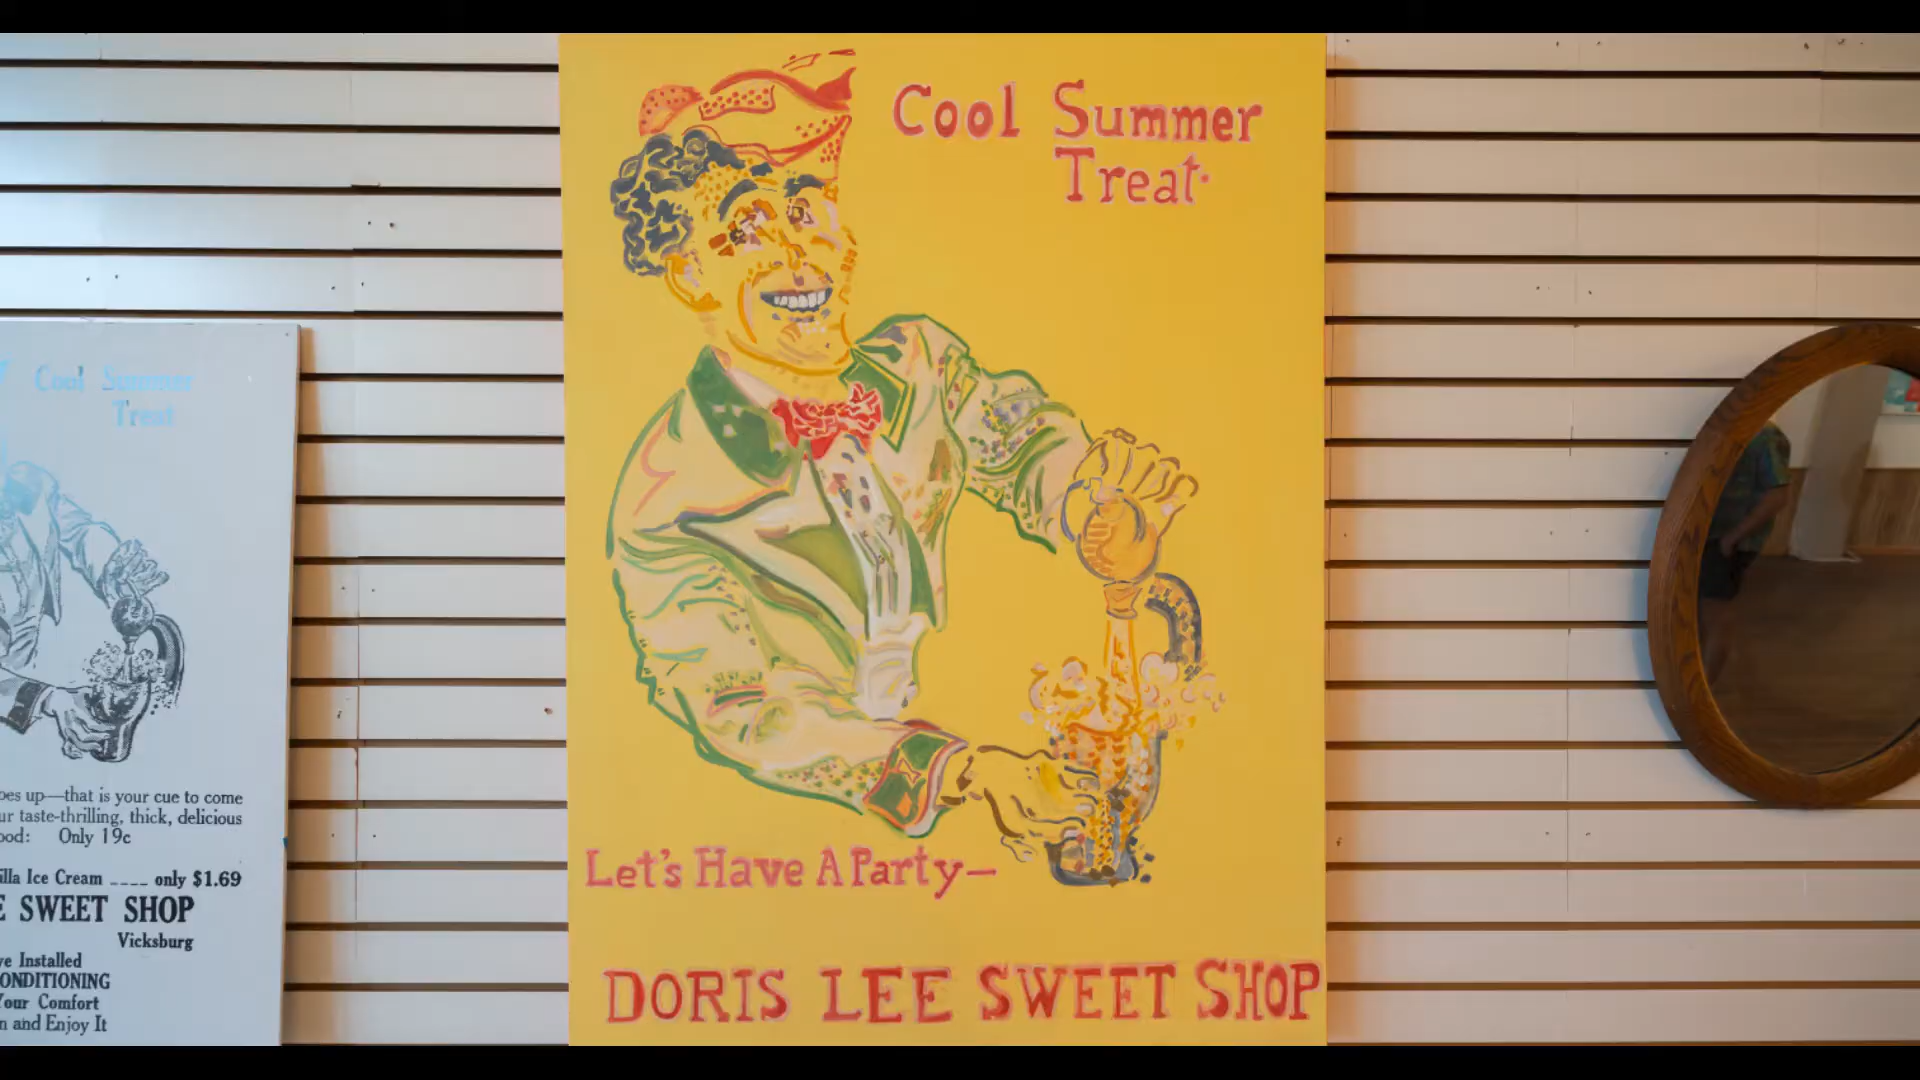 Cool Summer
Treat
oes up—that is your cue to come
ur taste-thrilling, thick, delicious
ood: Only 19c
illa Ice Cream ---- only $1.69
E SWEET SHOP
Vicksburg
ve Installed
ONDITIONING
Your Comfort
n and Enjoy It
Cool Summer
Treat.
Let's Have A Party—
DORIS LEE SWEET SHOP